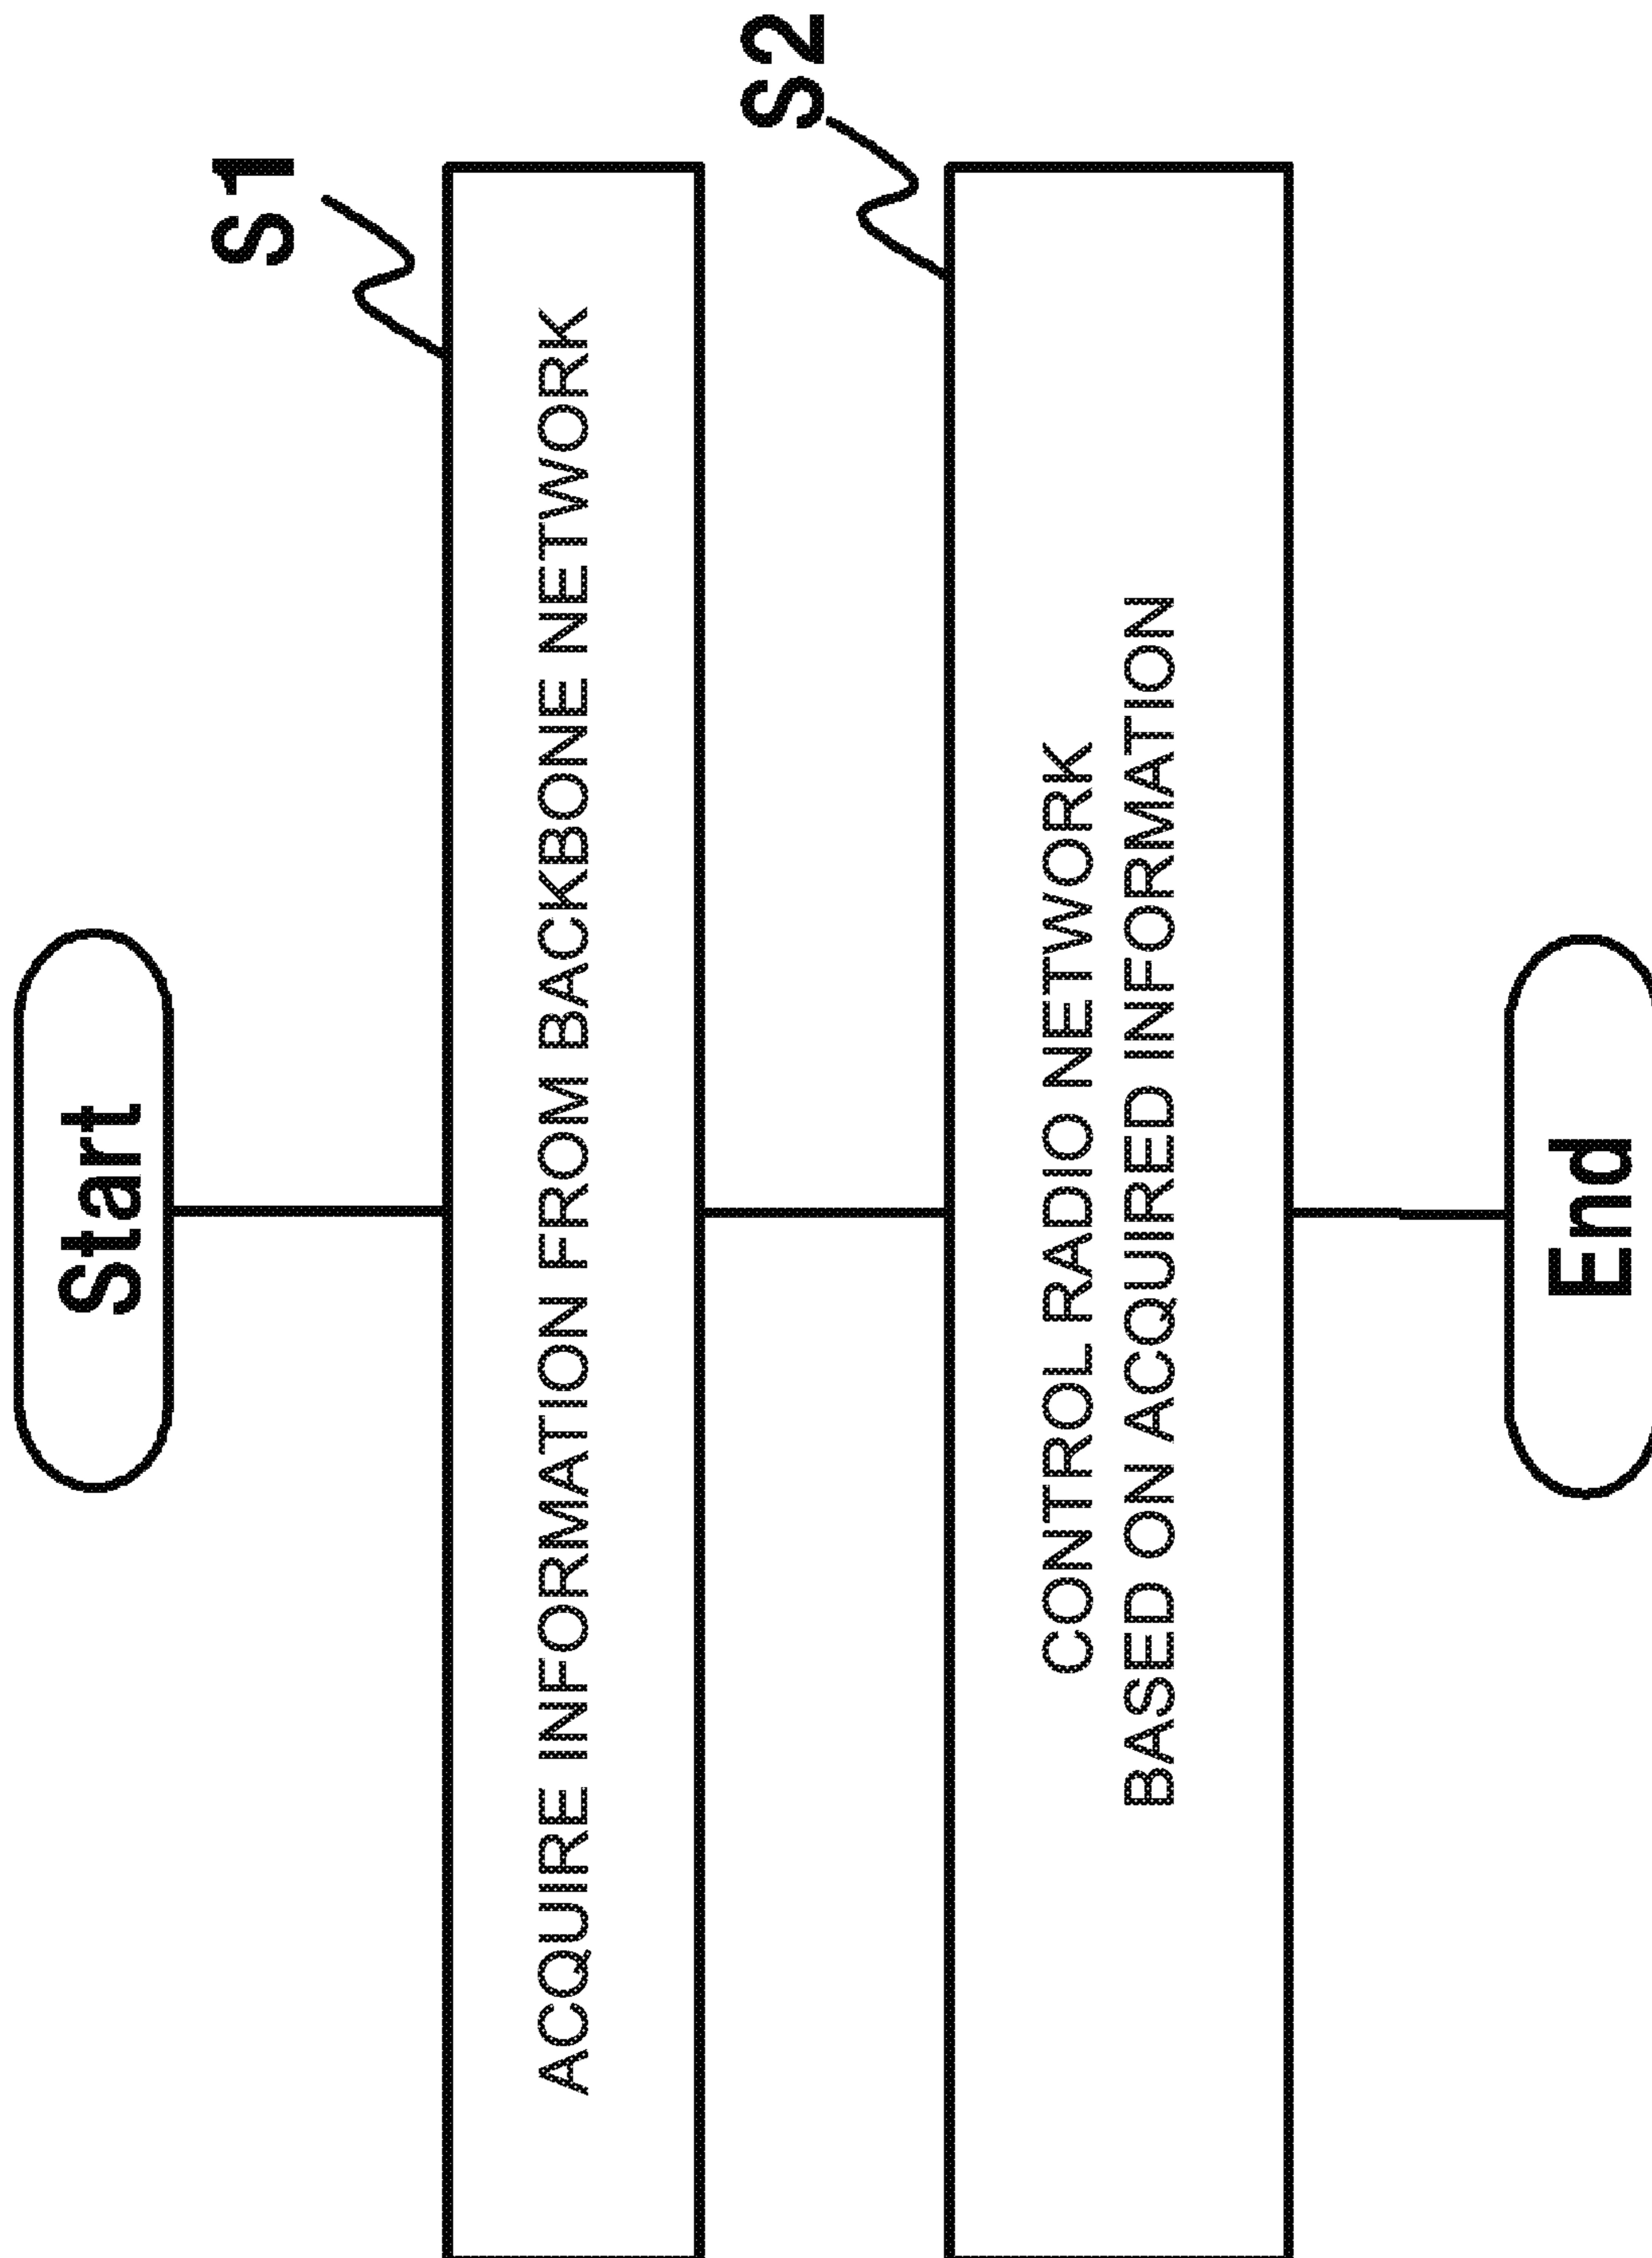 Start
S1
ACQUIRE INFORMATION FROM BACKBONE NETWORK
S2
CONTROL RADIO NETWORK
BASED ON ACQUIRED INFORMATION
End